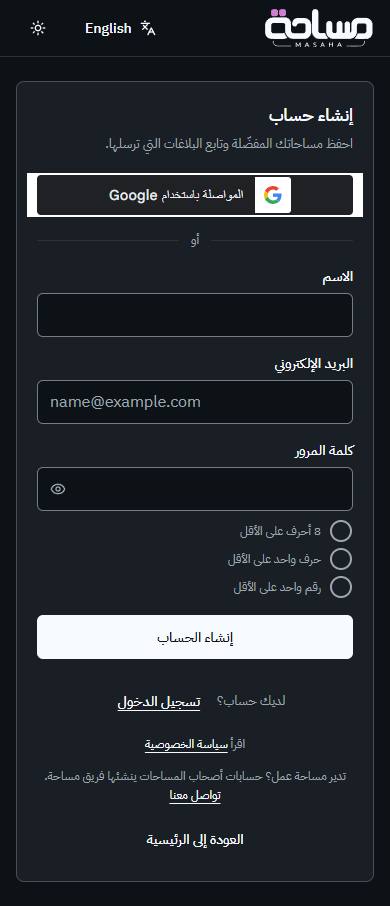 مساحة
MASAHA
English
إنشاء حساب
احفظ مساحاتك المفضّلة وتابع البلاغات التي ترسلها.
المواصلة باستخدام Google
أو
الاسم
البريد الإلكتروني
name@example.com
كلمة المرور
8 أحرف على الأقل
حرف واحد على الأقل
رقم واحد على الأقل
إنشاء الحساب
لديك حساب؟ تسجيل الدخول
اقرأ سياسة الخصوصية
تدير مساحة عمل؟ حسابات أصحاب المساحات ينشئها فريق مساحة.
تواصل معنا
العودة إلى الرئيسية